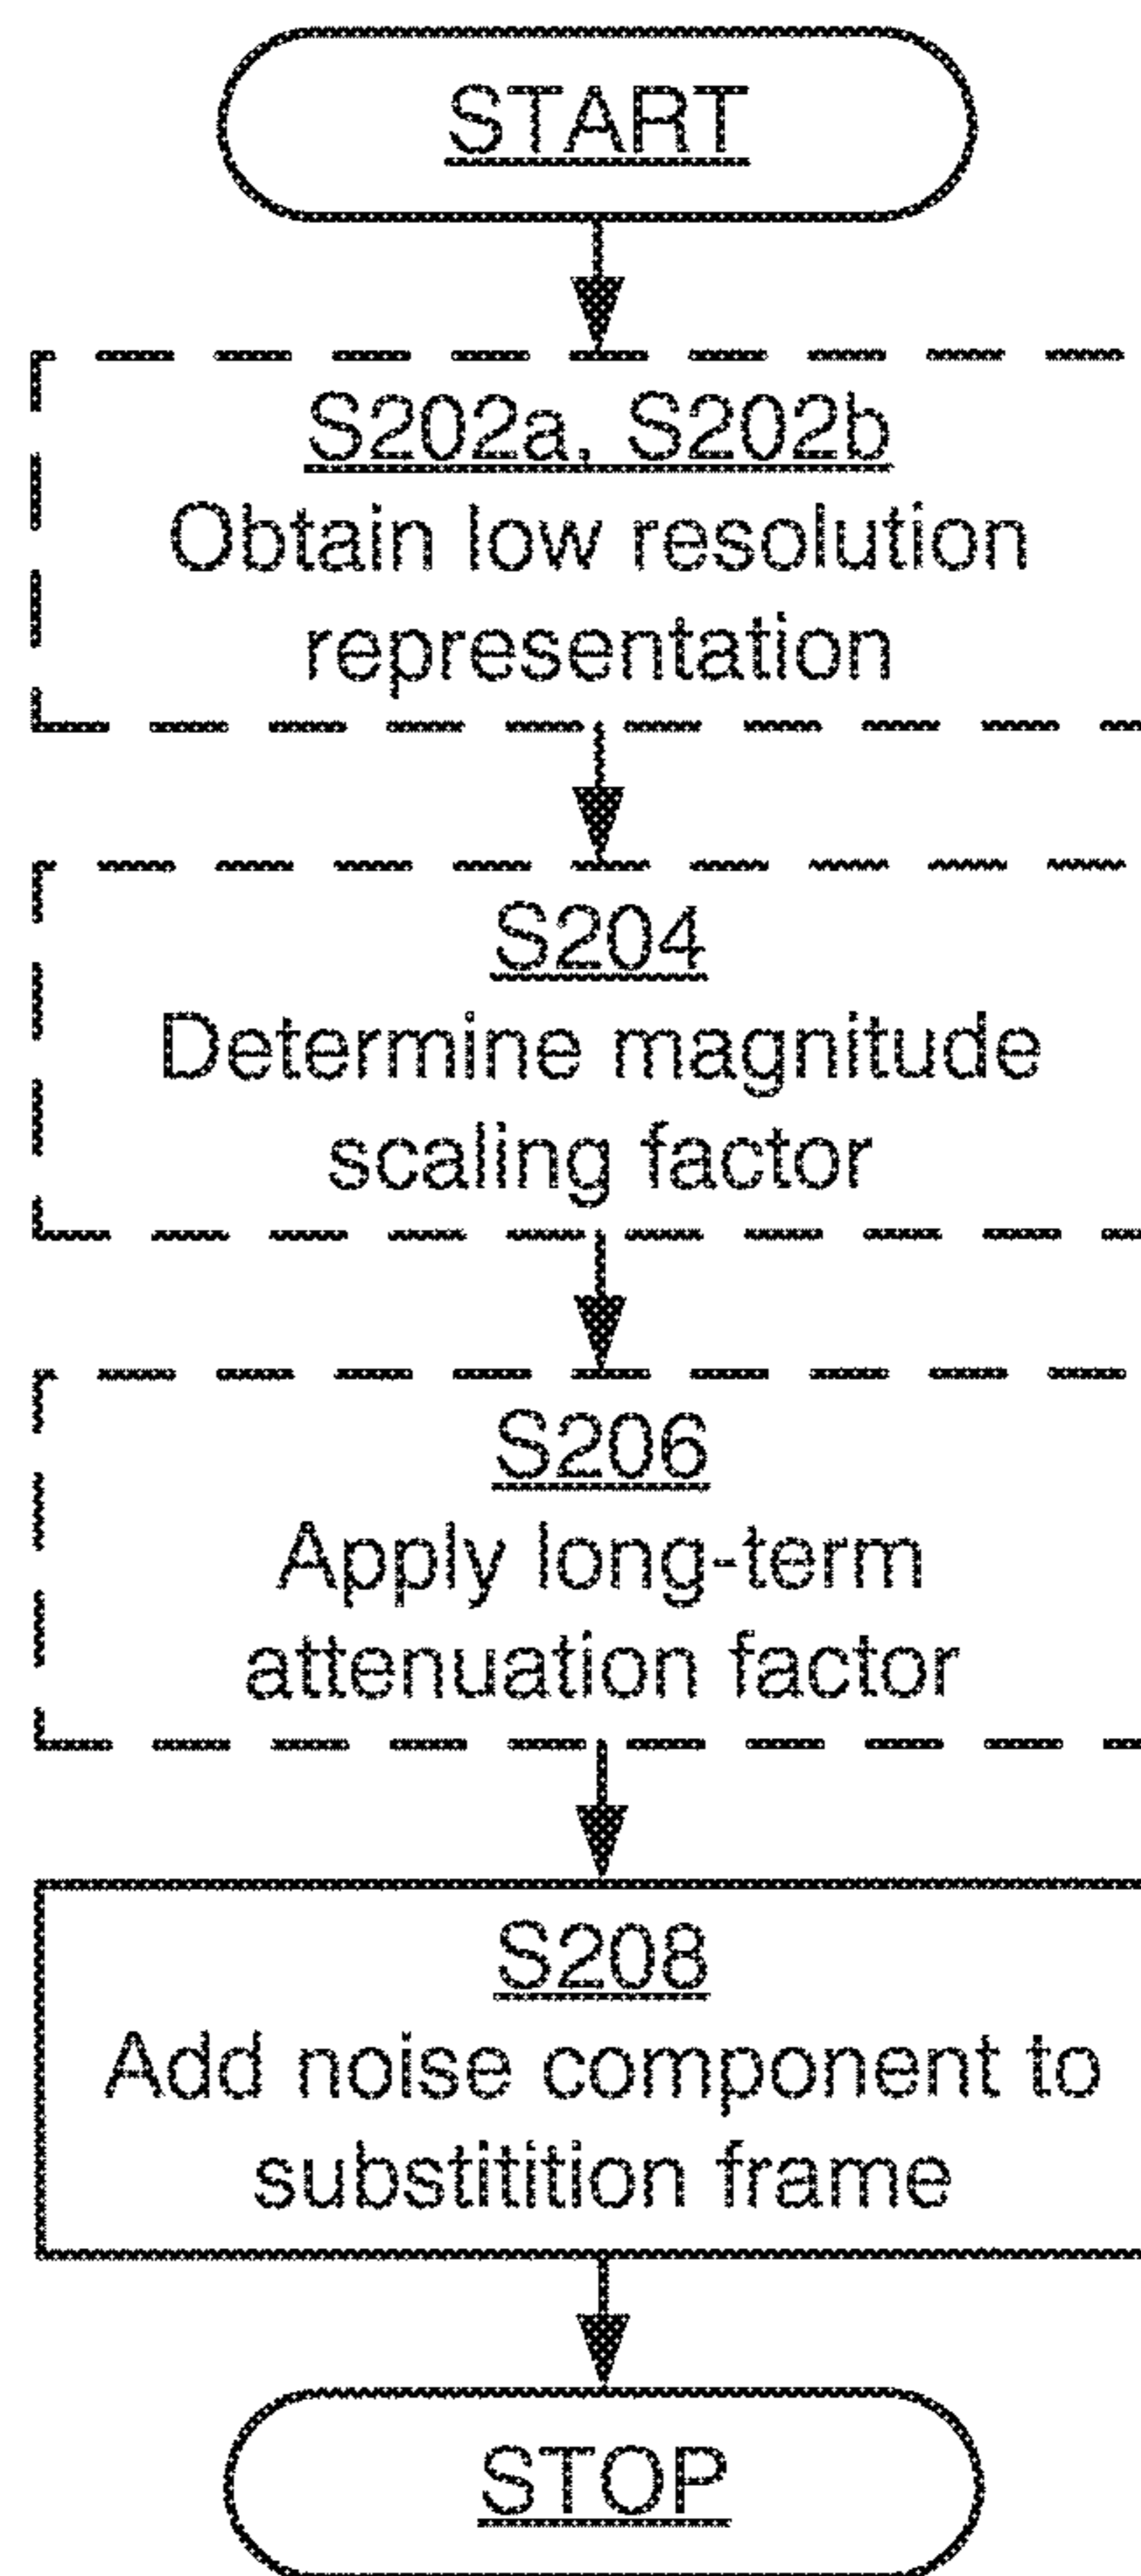 START
S202a, S202b
Obtain low resolution
representation
S204
Determine magnitude
scaling factor
S206
Apply long-term
attenuation factor
S208
Add noise component to
substitition frame
STOP